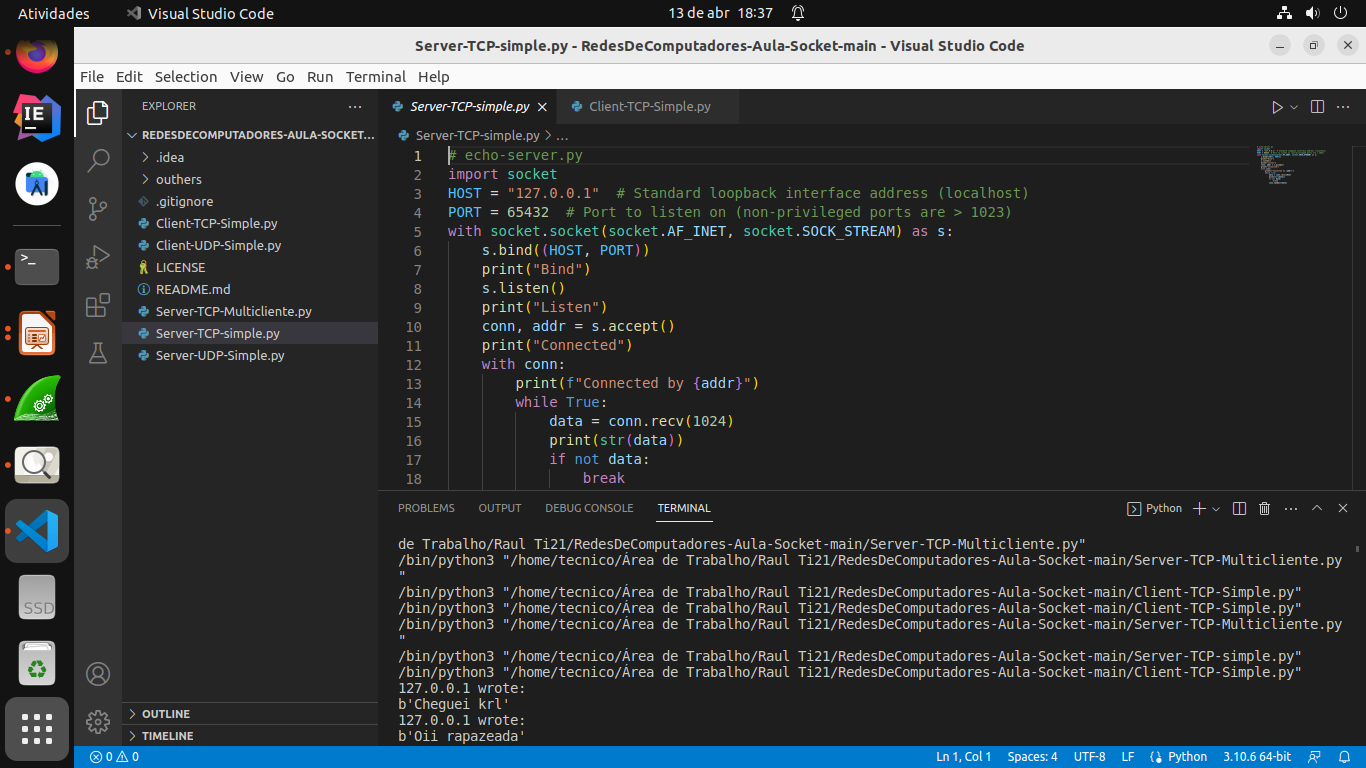 Atividades
Visual Studio Code
13 de abr 18:37
Server-TCP-simple.py - RedesDeComputadores-Aula-Socket-main - Visual Studio Code
File Edit Selection View Go Run Terminal Help
EXPLORER
REDESDECOMPUTADORES-AULA-SOCKET...
.idea
outhers
.gitignore
Client-TCP-Simple.py
Client-UDP-Simple.py
LICENSE
README.md
Server-TCP-Multicliente.py
Server-TCP-simple.py
Server-UDP-Simple.py
OUTLINE
TIMELINE
Server-TCP-simple.py
Client-TCP-Simple.py
Server-TCP-simple.py > ...
1 # echo-server.py
2 import socket
3 HOST = "127.0.0.1"  # Standard loopback interface address (localhost)
4 PORT = 65432  # Port to listen on (non-privileged ports are > 1023)
5 with socket.socket(socket.AF_INET, socket.SOCK_STREAM) as s:
6     s.bind((HOST, PORT))
7     print("Bind")
8     s.listen()
9     print("Listen")
10     conn, addr = s.accept()
11     print("Connected")
12     with conn:
13         print(f"Connected by {addr}")
14         while True:
15             data = conn.recv(1024)
16             print(str(data))
17             if not data:
18                 break
PROBLEMS OUTPUT DEBUG CONSOLE TERMINAL
Python
de Trabalho/Raul Ti21/RedesDeComputadores-Aula-Socket-main/Server-TCP-Multicliente.py"
/bin/python3 "/home/tecnico/Área de Trabalho/Raul Ti21/RedesDeComputadores-Aula-Socket-main/Server-TCP-Multicliente.py
"
/bin/python3 "/home/tecnico/Área de Trabalho/Raul Ti21/RedesDeComputadores-Aula-Socket-main/Client-TCP-Simple.py"
/bin/python3 "/home/tecnico/Área de Trabalho/Raul Ti21/RedesDeComputadores-Aula-Socket-main/Client-TCP-Simple.py"
/bin/python3 "/home/tecnico/Área de Trabalho/Raul Ti21/RedesDeComputadores-Aula-Socket-main/Server-TCP-Multicliente.py
"
/bin/python3 "/home/tecnico/Área de Trabalho/Raul Ti21/RedesDeComputadores-Aula-Socket-main/Server-TCP-simple.py"
/bin/python3 "/home/tecnico/Área de Trabalho/Raul Ti21/RedesDeComputadores-Aula-Socket-main/Client-TCP-Simple.py"
127.0.0.1 wrote:
b'Cheguei krl'
127.0.0.1 wrote:
b'Oii rapazeada'
0 0
Ln 1, Col 1 Spaces: 4 UTF-8 LF Python 3.10.6 64-bit
IE
>_
SSD